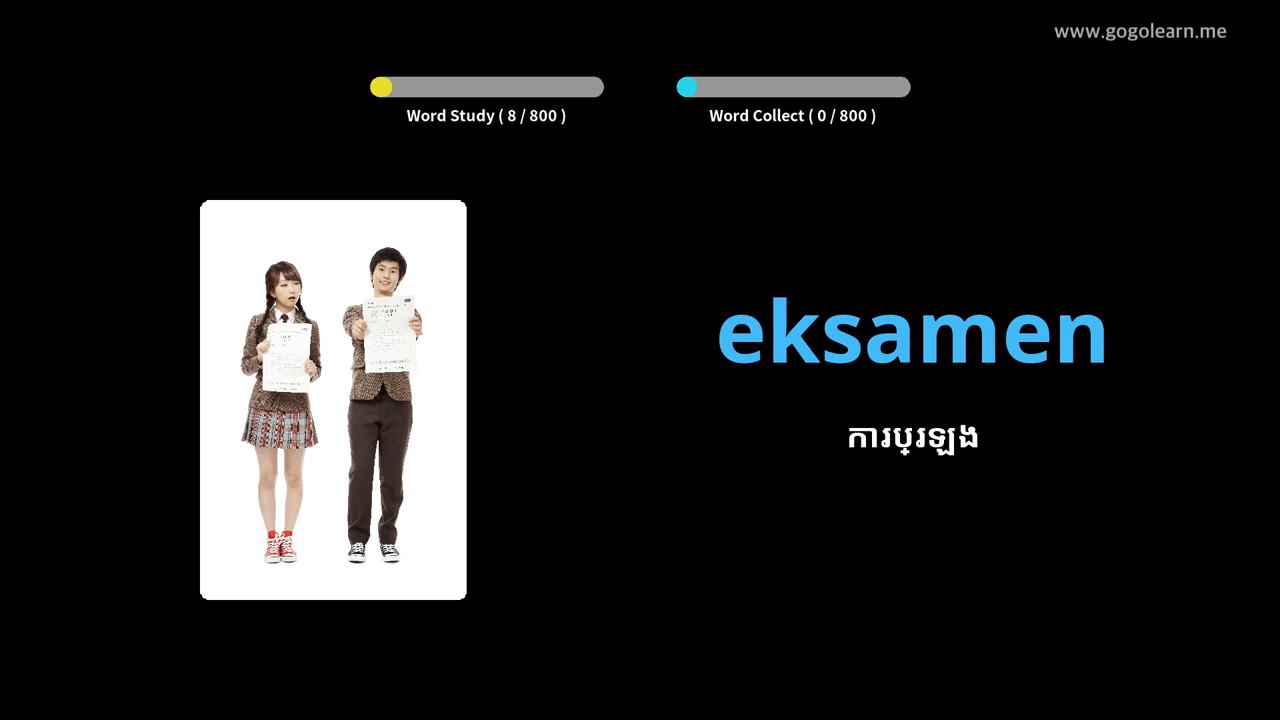 www.gogolearn.me
Word Study ( 8 / 800 )
Word Collect ( 0 / 800 )
eksamen
ការប្រឡង